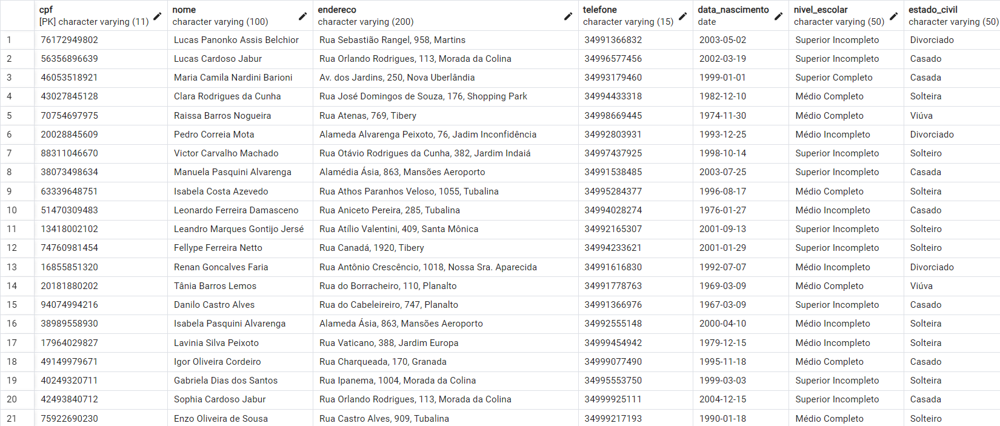 cpf nome endereco telefone data_nascimento nivel_escolar estado_civil
[PK] character varying (11) character varying (100) character varying (200) character varying (15) date character varying (50) character varying (50)
1 76172949802 Lucas Panonko Assis Belchior Rua Sebastião Rangel, 958, Martins 34991366832 2003-05-02 Superior Incompleto Divorciado
2 56356896639 Lucas Cardoso Jabur Rua Orlando Rodrigues, 113, Morada da Colina 34996577456 2002-03-19 Superior Incompleto Casado
3 46053518921 Maria Camila Nardini Barioni Av. dos Jardins, 250, Nova Uberlândia 34993179460 1999-01-01 Superior Completo Casada
4 43027845128 Clara Rodrigues da Cunha Rua José Domingos de Souza, 176, Shopping Park 34994433318 1982-12-10 Médio Completo Solteira
5 70754697975 Raissa Barros Nogueira Rua Atenas, 769, Tibery 34998669445 1974-11-30 Médio Completo Viúva
6 20028845609 Pedro Correia Mota Alameda Alvarenga Peixoto, 76, Jadim Inconfidência 34992803931 1993-12-25 Médio Incompleto Divorciado
7 88311046670 Victor Carvalho Machado Rua Otávio Rodrigues da Cunha, 382, Jardim Indaiá 34997437925 1998-10-14 Superior Incompleto Solteiro
8 38073498634 Manuela Pasquini Alvarenga Alamédia Ásia, 863, Mansões Aeroporto 34991538485 2003-07-25 Superior Incompleto Casada
9 63339648751 Isabela Costa Azevedo Rua Athos Paranhos Veloso, 1055, Tubalina 34995284377 1996-08-17 Médio Completo Solteira
10 51470309483 Leonardo Ferreira Damasceno Rua Aniceto Pereira, 285, Tubalina 34994028274 1976-01-27 Médio Incompleto Casado
11 13418002102 Leandro Marques Gontijo Jersé Rua Atílio Valentini, 409, Santa Mônica 34992165307 2001-09-13 Superior Incompleto Solteiro
12 74760981454 Fellype Ferreira Netto Rua Canadá, 1920, Tibery 34994233621 2001-01-29 Superior Incompleto Solteiro
13 16855851320 Renan Goncalves Faria Rua Antônio Crescêncio, 1018, Nossa Sra. Aparecida 34991616830 1992-07-07 Médio Incompleto Divorciado
14 20181880202 Tânia Barros Lemos Rua do Borracheiro, 110, Planalto 34991778763 1969-03-09 Médio Completo Viúva
15 94074994216 Danilo Castro Alves Rua do Cabeleireiro, 747, Planalto 34991366976 1967-03-09 Superior Incompleto Casado
16 38989558930 Isabela Pasquini Alvarenga Alameda Ásia, 863, Mansões Aeroporto 34992555148 2000-04-10 Médio Incompleto Solteira
17 17964029827 Lavinia Silva Peixoto Rua Vaticano, 388, Jardim Europa 34999454942 1979-12-15 Médio Incompleto Solteira
18 49149979671 Igor Oliveira Cordeiro Rua Charqueada, 170, Granada 34999077490 1995-11-18 Médio Completo Casado
19 40249320711 Gabriela Dias dos Santos Rua Ipanema, 1004, Morada da Colina 34995553750 1999-03-03 Superior Incompleto Solteira
20 42493840712 Sophia Cardoso Jabur Rua Orlando Rodrigues, 113, Morada da Colina 34999925111 2004-12-15 Superior Incompleto Casada
21 75922690230 Enzo Oliveira de Sousa Rua Castro Alves, 909, Tubalina 34999217193 1990-01-18 Médio Completo Solteiro